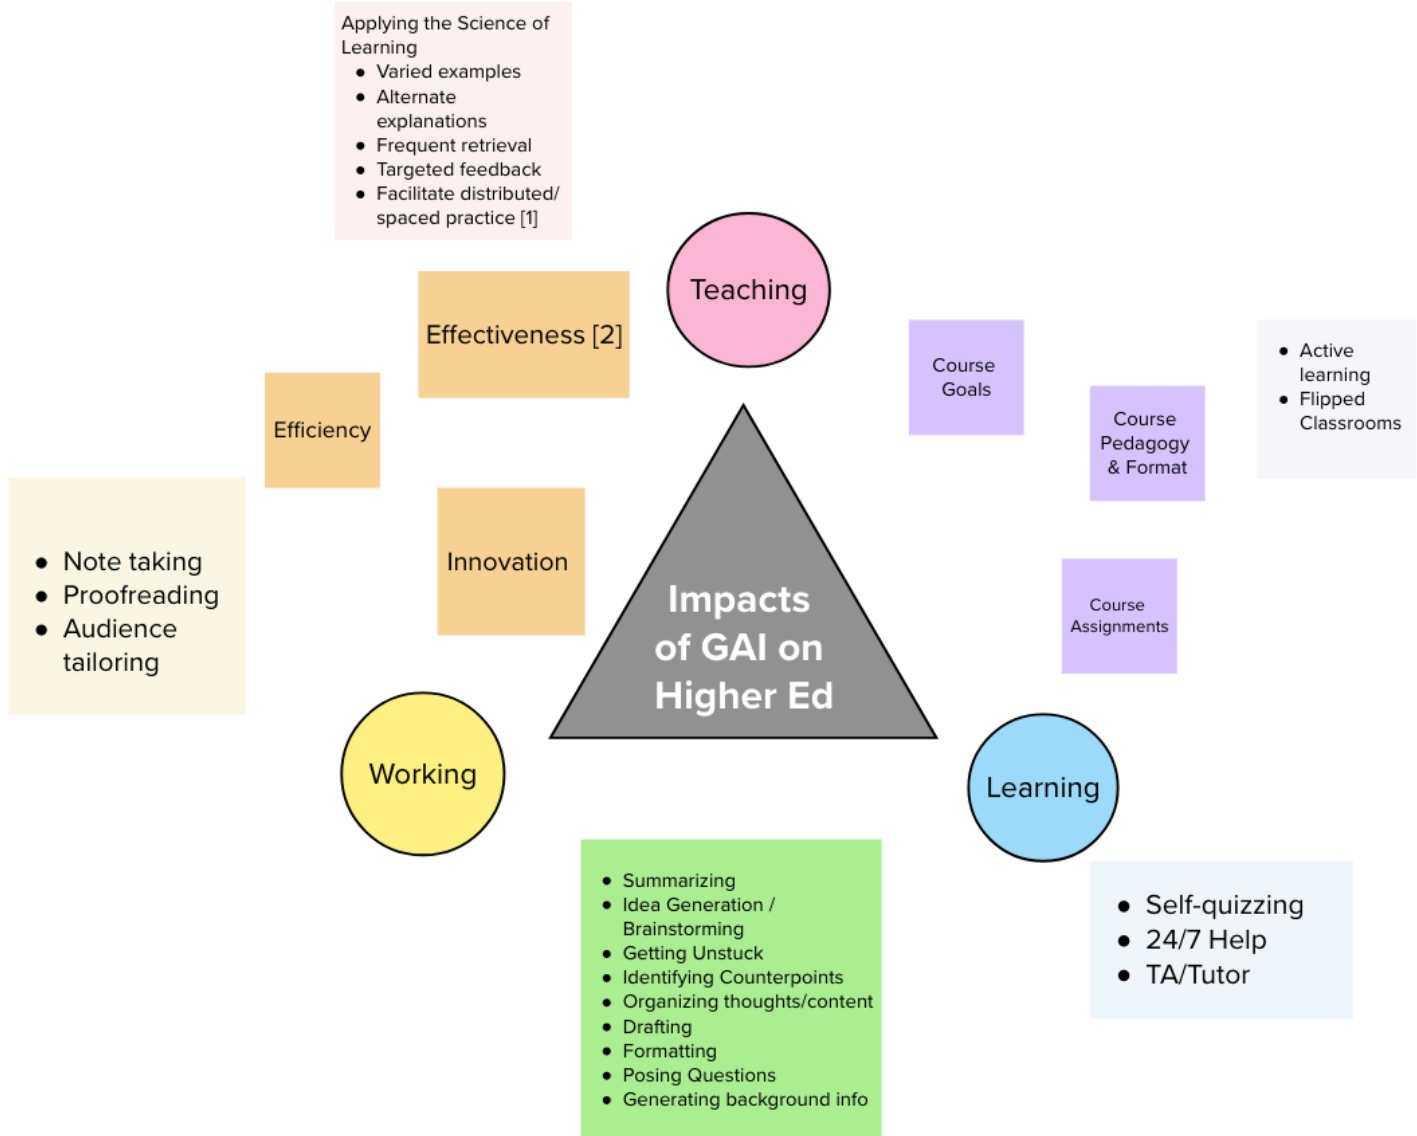 Applying the Science of
Learning
● Varied examples
● Alternate
explanations
● Frequent retrieval
● Targeted feedback
● Facilitate distributed/
spaced practice [1]
Teaching
Effectiveness [2]
Efficiency
Innovation
Course
Goals
Course
Pedagogy
& Format
● Active
learning
● Flipped
Classrooms
Course
Assignments
● Note taking
● Proofreading
● Audience
tailoring
Impacts
of GAI on
Higher Ed
Working
Learning
● Summarizing
● Idea Generation /
Brainstorming
● Getting Unstuck
● Identifying Counterpoints
● Organizing thoughts/content
● Drafting
● Formatting
● Posing Questions
● Generating background info
● Self-quizzing
● 24/7 Help
● TA/Tutor